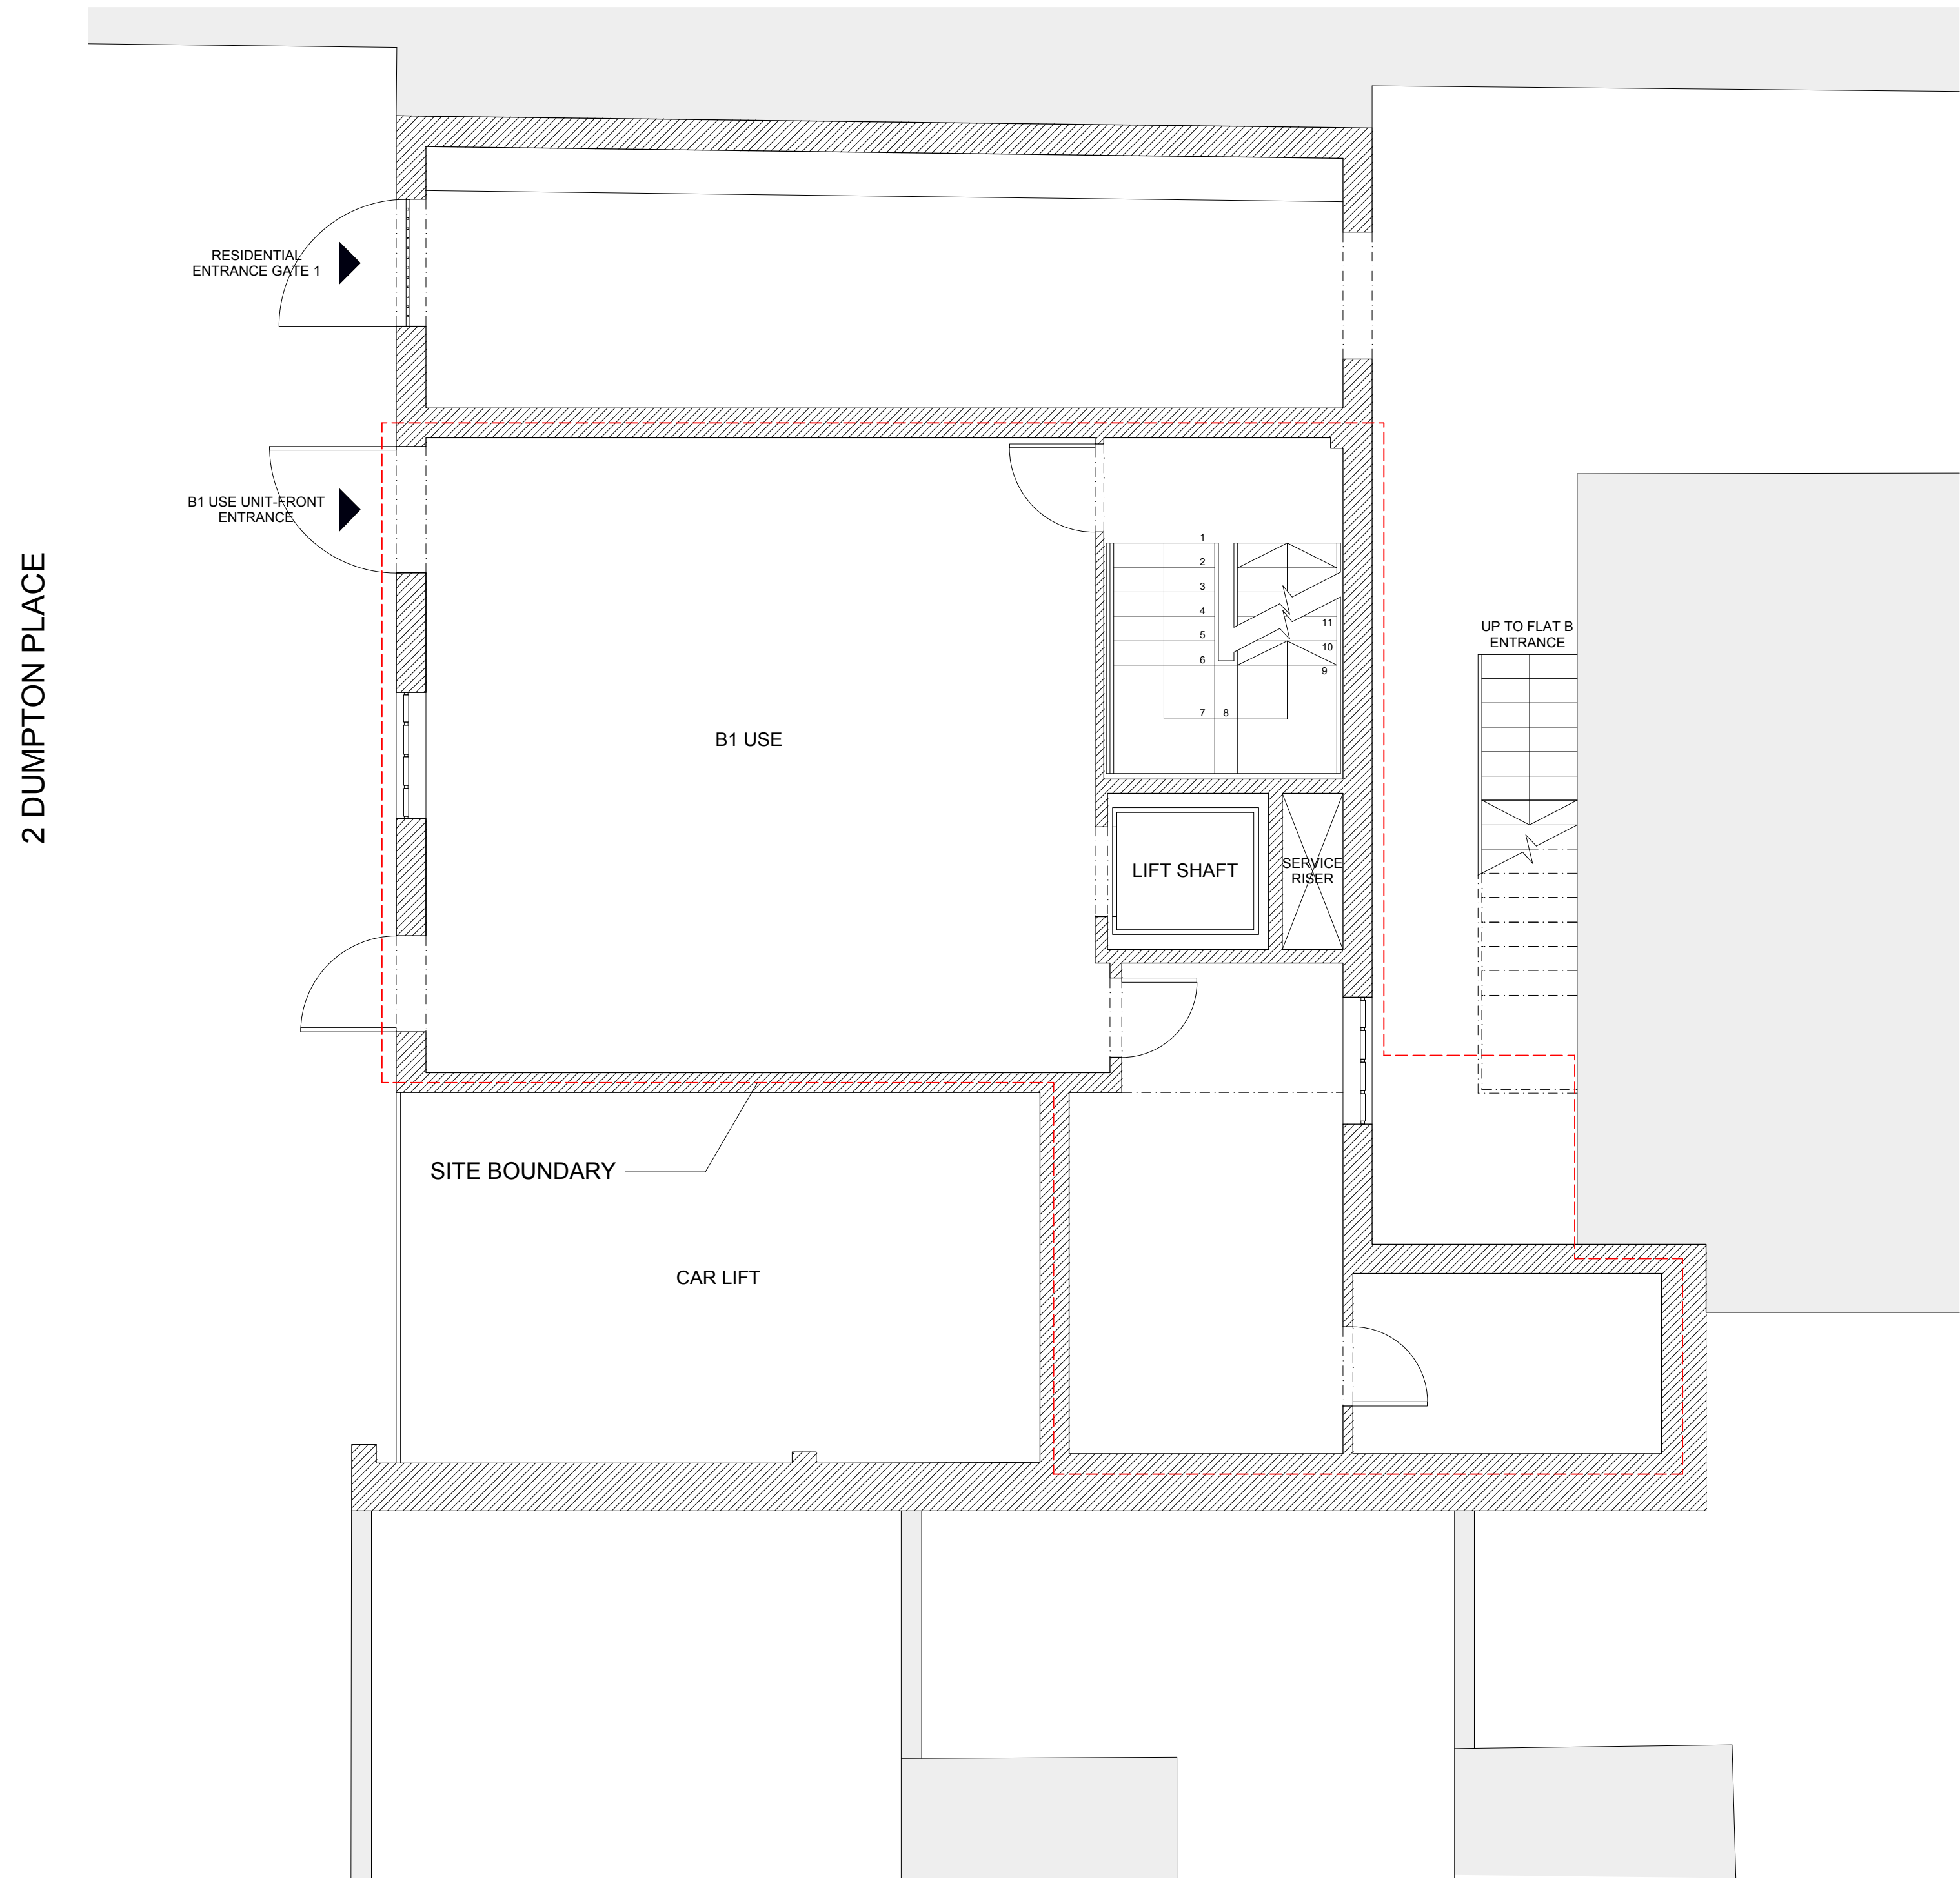 RESIDENTIAL
ENTRANCE GATE 1
B1 USE UNIT-FRONT
ENTRANCE
2 DUMPTON PLACE
B1 USE
1
2
3
4
5
6
7 8
11
10
9
UP TO FLAT B
ENTRANCE
LIFT SHAFT
SERVICE
RISER
SITE BOUNDARY
CAR LIFT